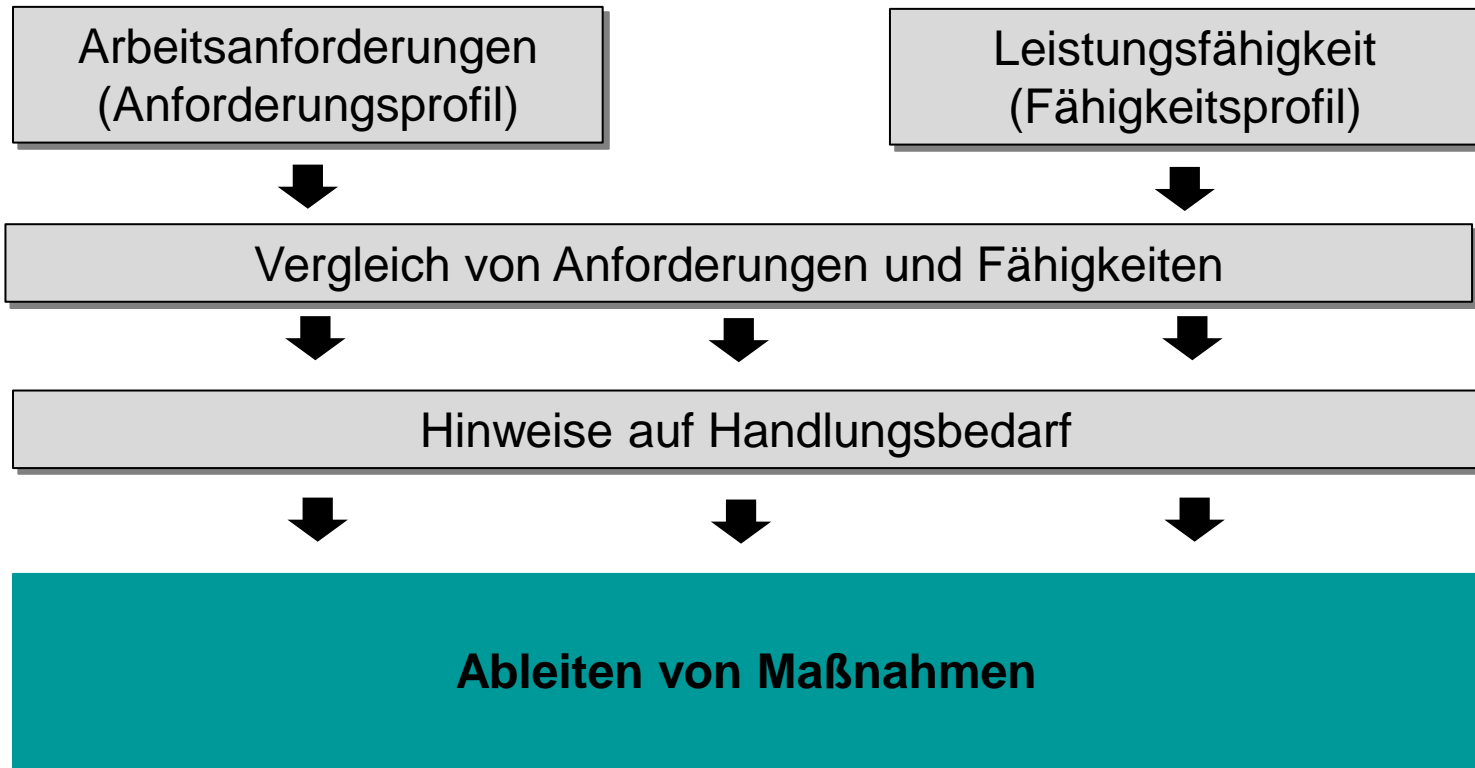 Arbeitsanforderungen
(Anforderungsprofil)
Leistungsfähigkeit
(Fähigkeitsprofil)
Vergleich von Anforderungen und Fähigkeiten
Hinweise auf Handlungsbedarf
Ableiten von Maßnahmen